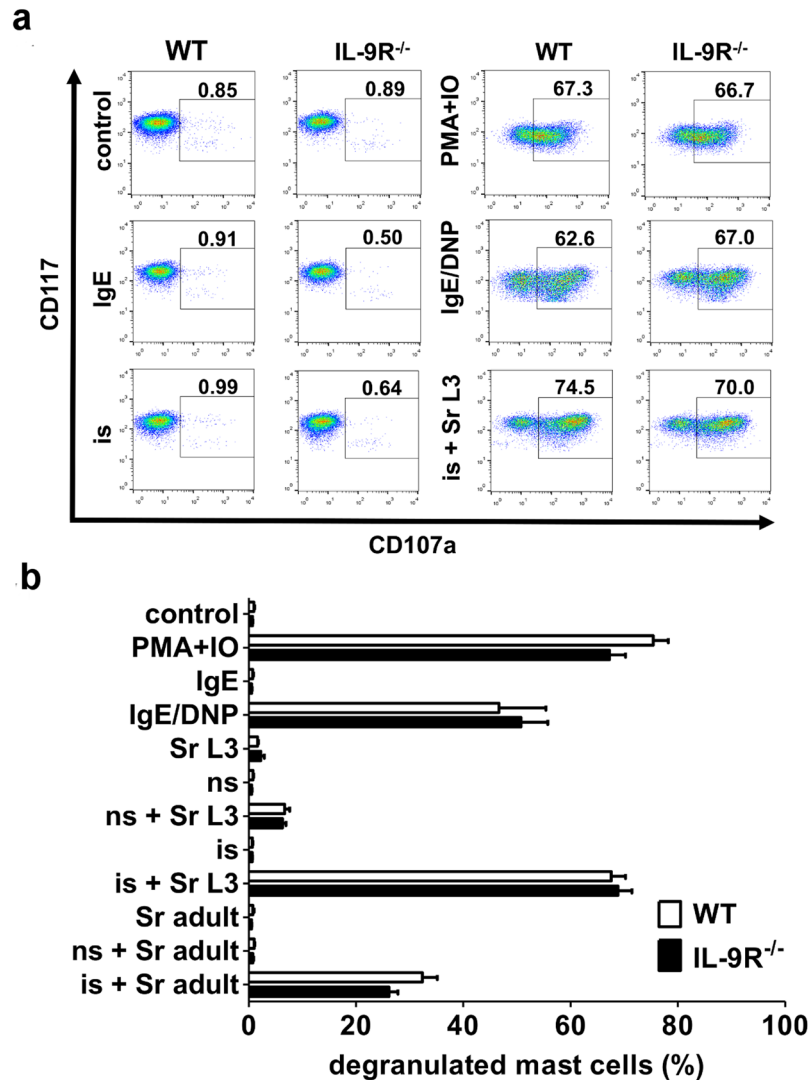 a
WT IL-9R-/- WT IL-9R-/-
control 0.85 0.89 PMA+IO 67.3 66.7
IgE 0.91 0.50 IgE/DNP 62.6 67.0
is 0.99 0.64 is + Sr L3 74.5 70.0
CD117
CD107a
b
control
PMA+IO
IgE
IgE/DNP
Sr L3
ns
ns + Sr L3
is
is + Sr L3
Sr adult
ns + Sr adult
is + Sr adult
WT
IL-9R-/-
0 20 40 60 80 100
degranulated mast cells (%)